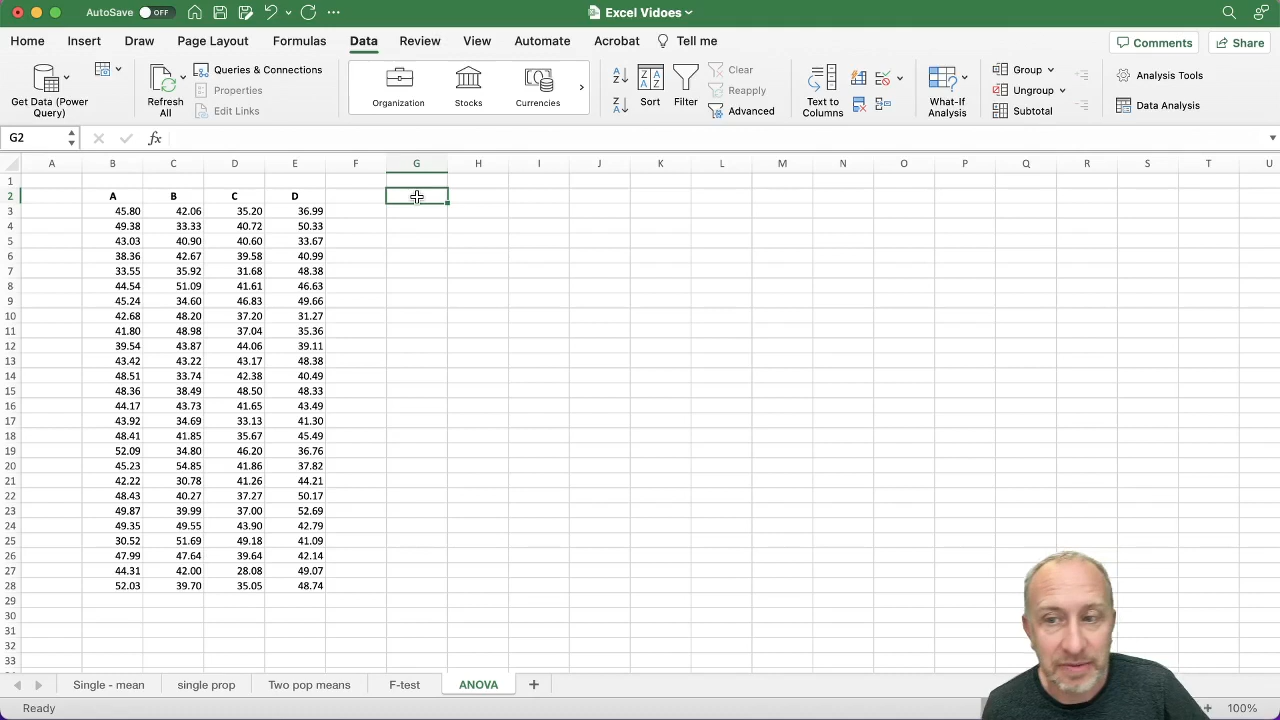 AutoSave OFF ... Excel Vidoes
Home Insert Draw Page Layout Formulas Data Review View Automate Acrobat Tell me Comments Share
Get Data (Power Query) Refresh All Queries & Connections Properties Edit Links Organization Stocks Currencies Sort Filter Clear Reapply Advanced Text to Columns What-If Analysis Group Ungroup Subtotal Analysis Tools Data Analysis
G2 fx
A B C D E F G H I J K L M N O P Q R S T U
1
2 A B C D
3 45.80 42.06 35.20 36.99
4 49.38 33.33 40.72 50.33
5 43.03 40.90 40.60 33.67
6 38.36 42.67 39.58 40.99
7 33.55 35.92 31.68 48.38
8 44.54 51.09 41.61 46.63
9 45.24 34.60 46.83 49.66
10 42.68 48.20 37.20 31.27
11 41.80 48.98 37.04 35.36
12 39.54 43.87 44.06 39.11
13 43.42 43.22 43.17 48.38
14 48.51 33.74 42.38 40.49
15 48.36 38.49 48.50 48.33
16 44.17 43.73 41.65 43.49
17 43.92 34.69 33.13 41.30
18 48.41 41.85 35.67 45.49
19 52.09 34.80 46.20 36.76
20 45.23 54.85 41.86 37.82
21 42.22 30.78 41.26 44.21
22 48.43 40.27 37.27 50.17
23 49.87 39.99 37.00 52.69
24 49.35 49.55 43.90 42.79
25 30.52 51.69 49.18 41.09
26 47.99 47.64 39.64 42.14
27 44.31 42.00 28.08 49.07
28 52.03 39.70 35.05 48.74
29
30
31
32
33
Single - mean single prop Two pop means F-test ANOVA +
Ready + 100%